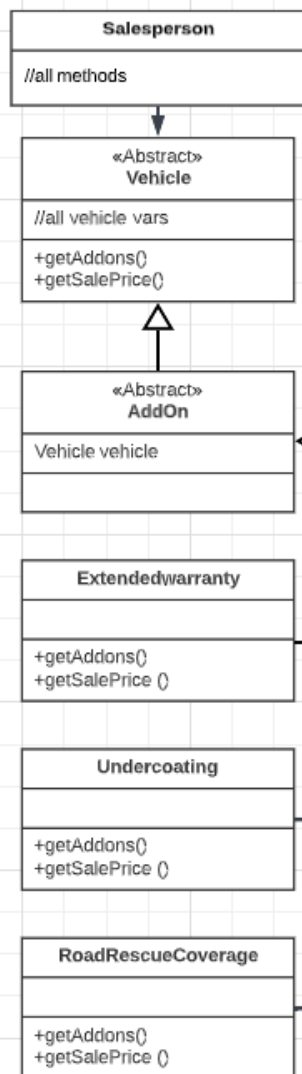 Salesperson
//all methods
«Abstract»
Vehicle
//all vehicle vars
+getAddons()
+getSalePrice()
«Abstract»
AddOn
Vehicle vehicle
Extendedwarranty
+getAddons()
+getSalePrice ()
Undercoating
+getAddons()
+getSalePrice ()
RoadRescueCoverage
+getAddons()
+getSalePrice ()